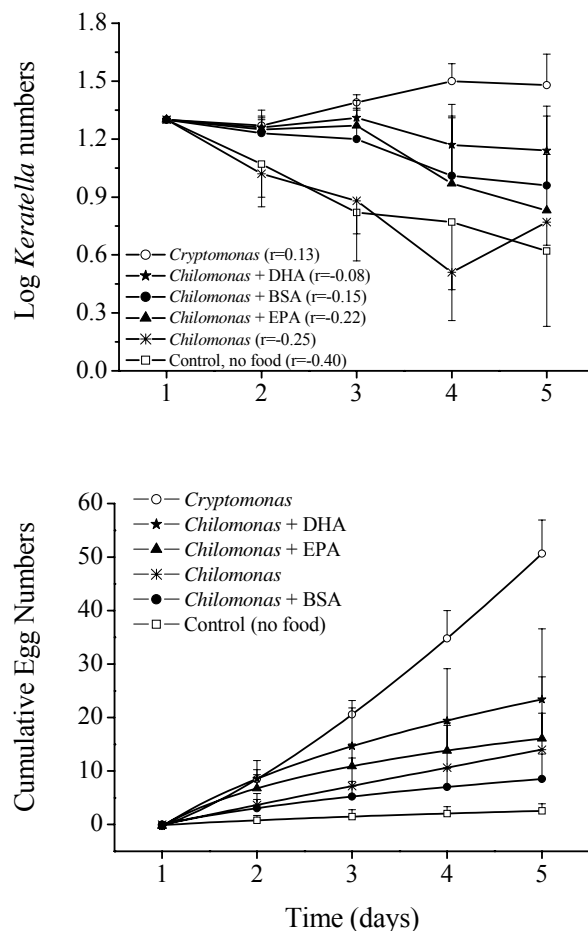 1.8
1.5
1.2
0.9
0.6
0.3
0.0
Log Keratella numbers
Cryptomonas (r=0.13)
Chilomonas + DHA (r=-0.08)
Chilomonas + BSA (r=-0.15)
Chilomonas + EPA (r=-0.22)
Chilomonas (r=-0.25)
Control, no food (r=-0.40)
1 2 3 4 5
60
50
40
30
20
10
0
Cumulative Egg Numbers
Cryptomonas
Chilomonas + DHA
Chilomonas + EPA
Chilomonas
Chilomonas + BSA
Control (no food)
1 2 3 4 5
Time (days)